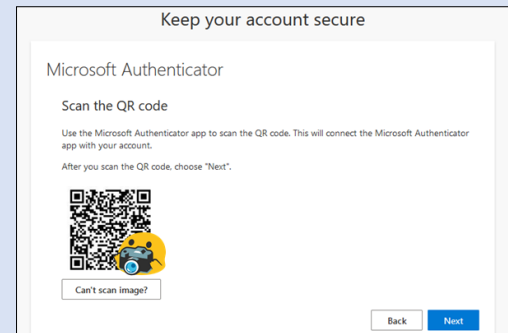 Keep your account secure
Microsoft Authenticator
Scan the QR code
Use the Microsoft Authenticator app to scan the QR code. This will connect the Microsoft Authenticator
app with your account.
After you scan the QR code, choose "Next".
Can't scan image?
Back
Next